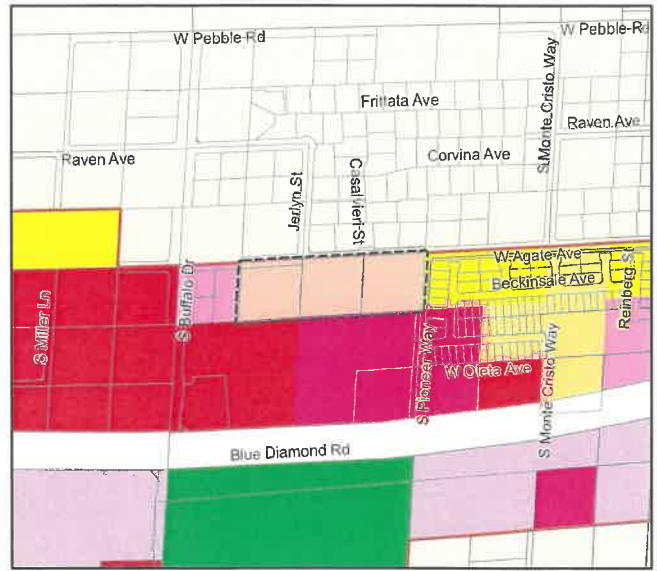 W Pebble Rd
W Pebble-Rd
Frittata Ave
S Monte Cristo Way
Raven Ave
Raven Ave
Corvina Ave
Jerlyn St
Casalvieri-St
W Agate Ave
Beckinsale Ave
S Buffalo Dr
S Miller Ln
Reinberg St
S Pioneer Way
W Oleta Ave
S Monte Cristo Way
Blue Diamond Rd